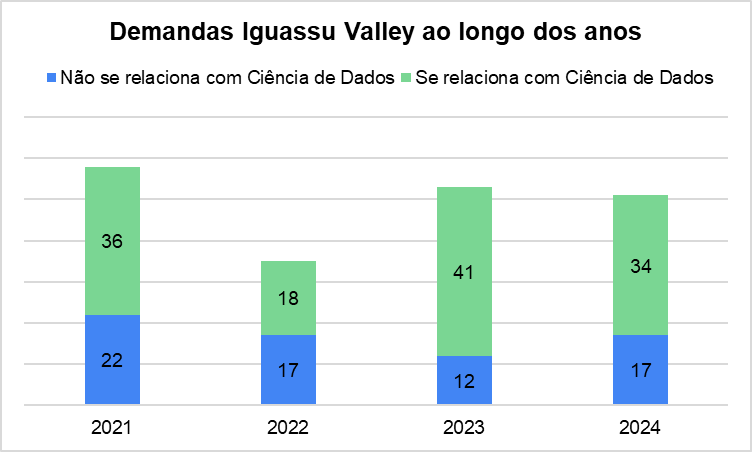 Demandas Iguassu Valley ao longo dos anos
Não se relaciona com Ciência de Dados Se relaciona com Ciência de Dados
36 18 41 34
22 17 12 17
2021 2022 2023 2024